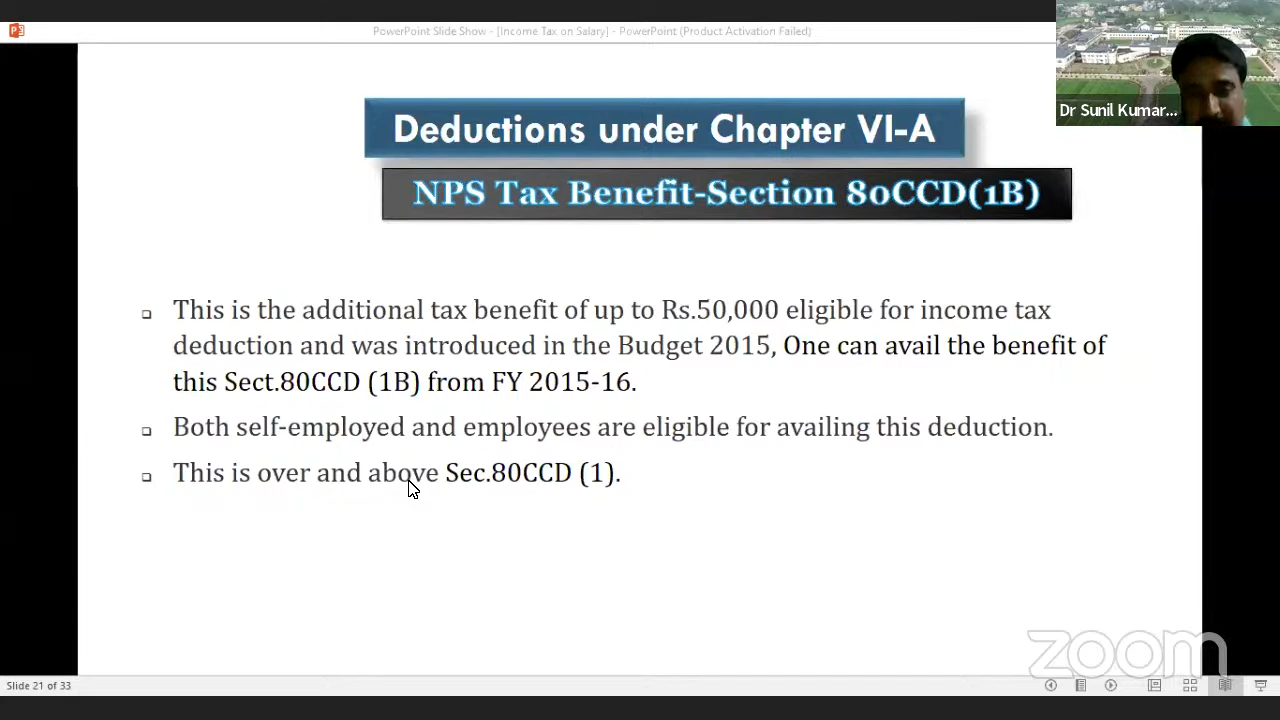 PowerPoint Slide Show - [Income Tax on Salary] - PowerPoint (Product Activation Failed)
Dr Sunil Kumar...
Deductions under Chapter VI-A
NPS Tax Benefit-Section 80CCD(1B)
This is the additional tax benefit of up to Rs.50,000 eligible for income tax
deduction and was introduced in the Budget 2015, One can avail the benefit of
this Sect.80CCD (1B) from FY 2015-16.
Both self-employed and employees are eligible for availing this deduction.
This is over and above Sec.80CCD (1).
zoom
Slide 21 of 33